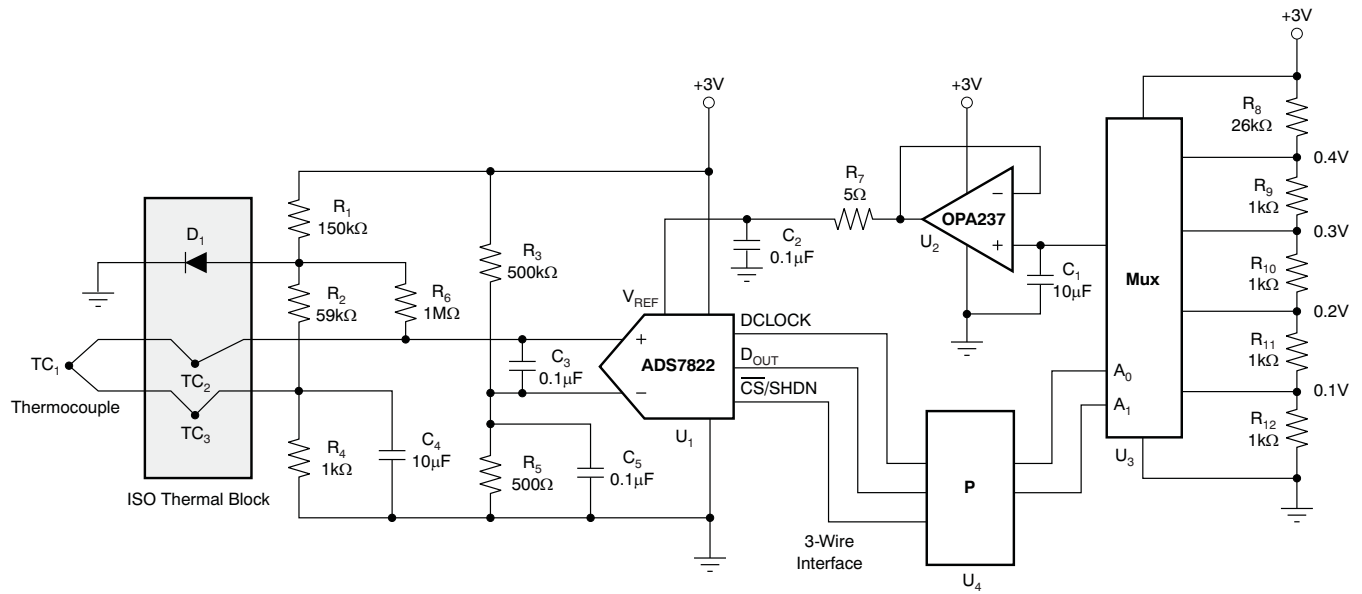 +3V
R8
26kΩ
0.4V
R9
1kΩ
0.3V
R10
1kΩ
0.2V
R11
1kΩ
0.1V
R12
1kΩ
Mux
A0
A1
U3
+3V
OPA237
−
+
U2
R7
5Ω
C1
10µF
C2
0.1µF
+3V
R1
150kΩ
D1
R2
59kΩ
R6
1MΩ
R3
500kΩ
VREF
DCLOCK
DOUT
CS/SHDN
+
ADS7822
−
U1
C3
0.1µF
TC1
Thermocouple
TC2
TC3
R4
1kΩ
C4
10µF
R5
500Ω
C5
0.1µF
ISO Thermal Block
3-Wire
Interface
P
U4